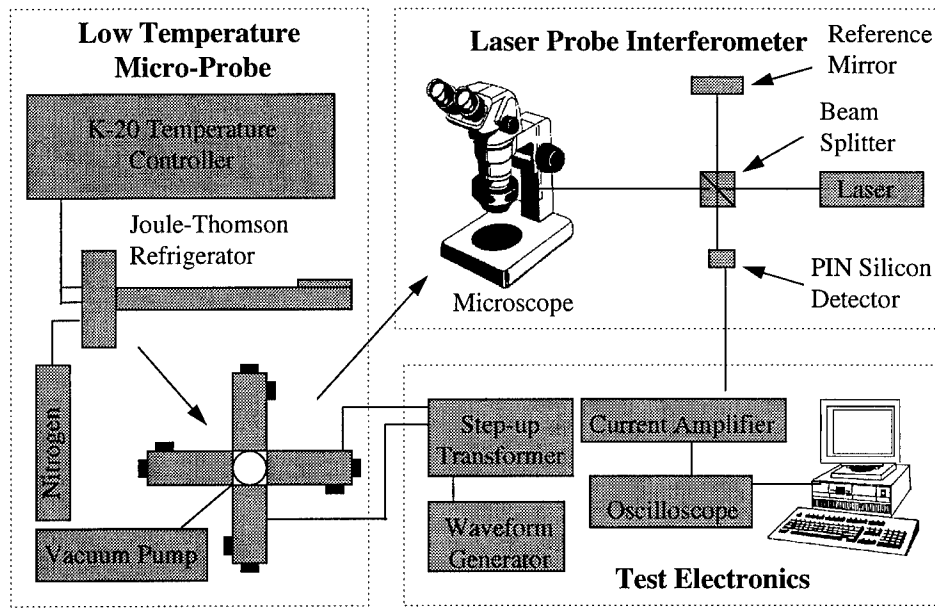 Low Temperature
Micro-Probe
K-20 Temperature
Controller
Joule-Thomson
Refrigerator
Nitrogen
Vacuum Pump
Laser Probe Interferometer
Reference
Mirror
Beam
Splitter
Laser
PIN Silicon
Detector
Microscope
Step-up
Transformer
Waveform
Generator
Current Amplifier
Oscilloscope
Test Electronics